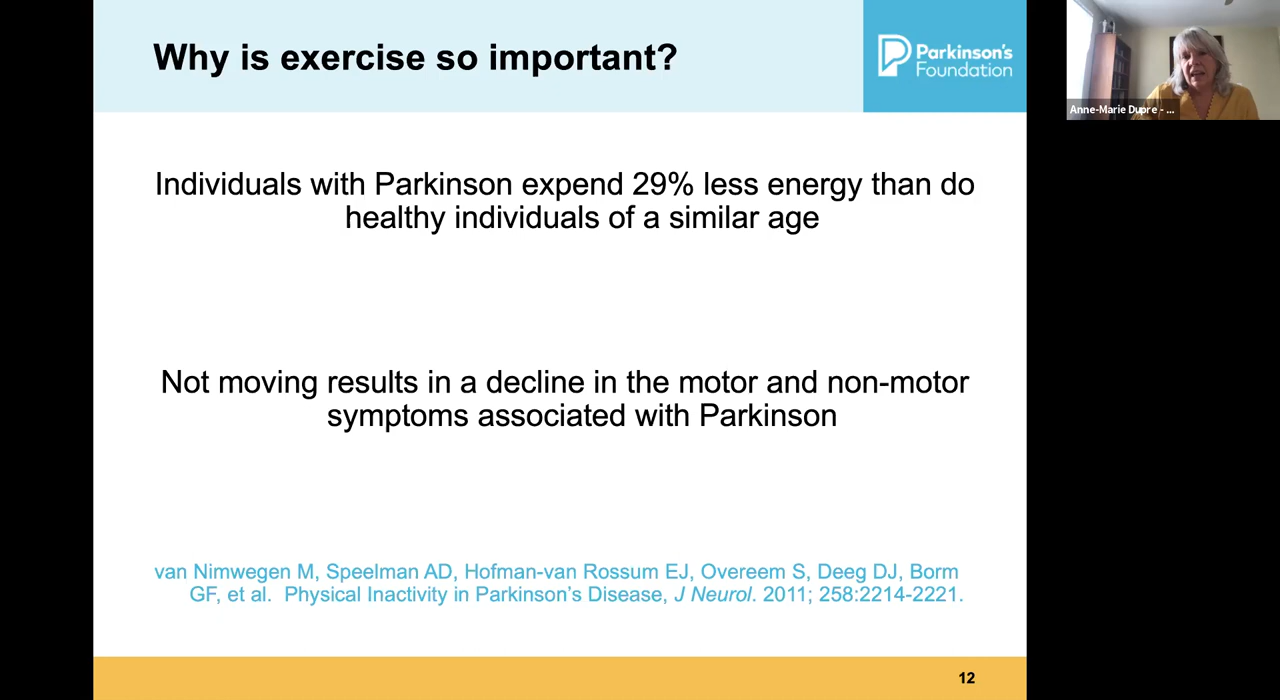 Why is exercise so important?
Parkinson's
Foundation
Anne-Marie Dupre - ...
Individuals with Parkinson expend 29% less energy than do
healthy individuals of a similar age
Not moving results in a decline in the motor and non-motor
symptoms associated with Parkinson
van Nimwegen M, Speelman AD, Hofman-van Rossum EJ, Overeem S, Deeg DJ, Borm
GF, et al.  Physical Inactivity in Parkinson’s Disease, J Neurol. 2011; 258:2214-2221.
12